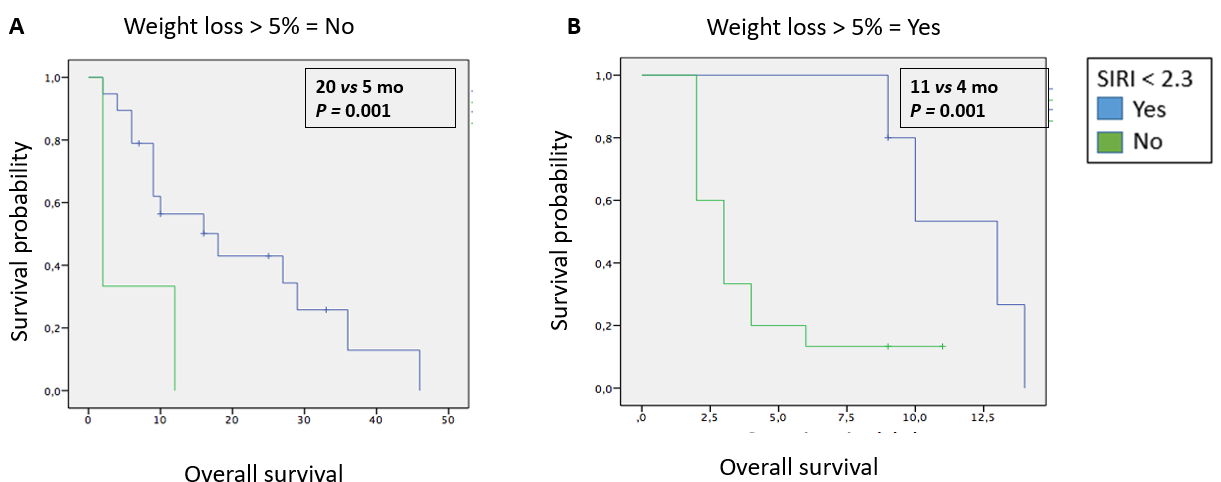 A
Weight loss > 5% = No
20 vs 5 mo
P = 0.001
1,0
0,8
0,6
0,4
0,2
0,0
Survival probability
0 10 20 30 40 50
Overall survival
B
Weight loss > 5% = Yes
11 vs 4 mo
P = 0.001
1,0
0,8
0,6
0,4
0,2
0,0
Survival probability
,0 2,5 5,0 7,5 10,0 12,5
Overall survival
SIRI < 2.3
Yes
No